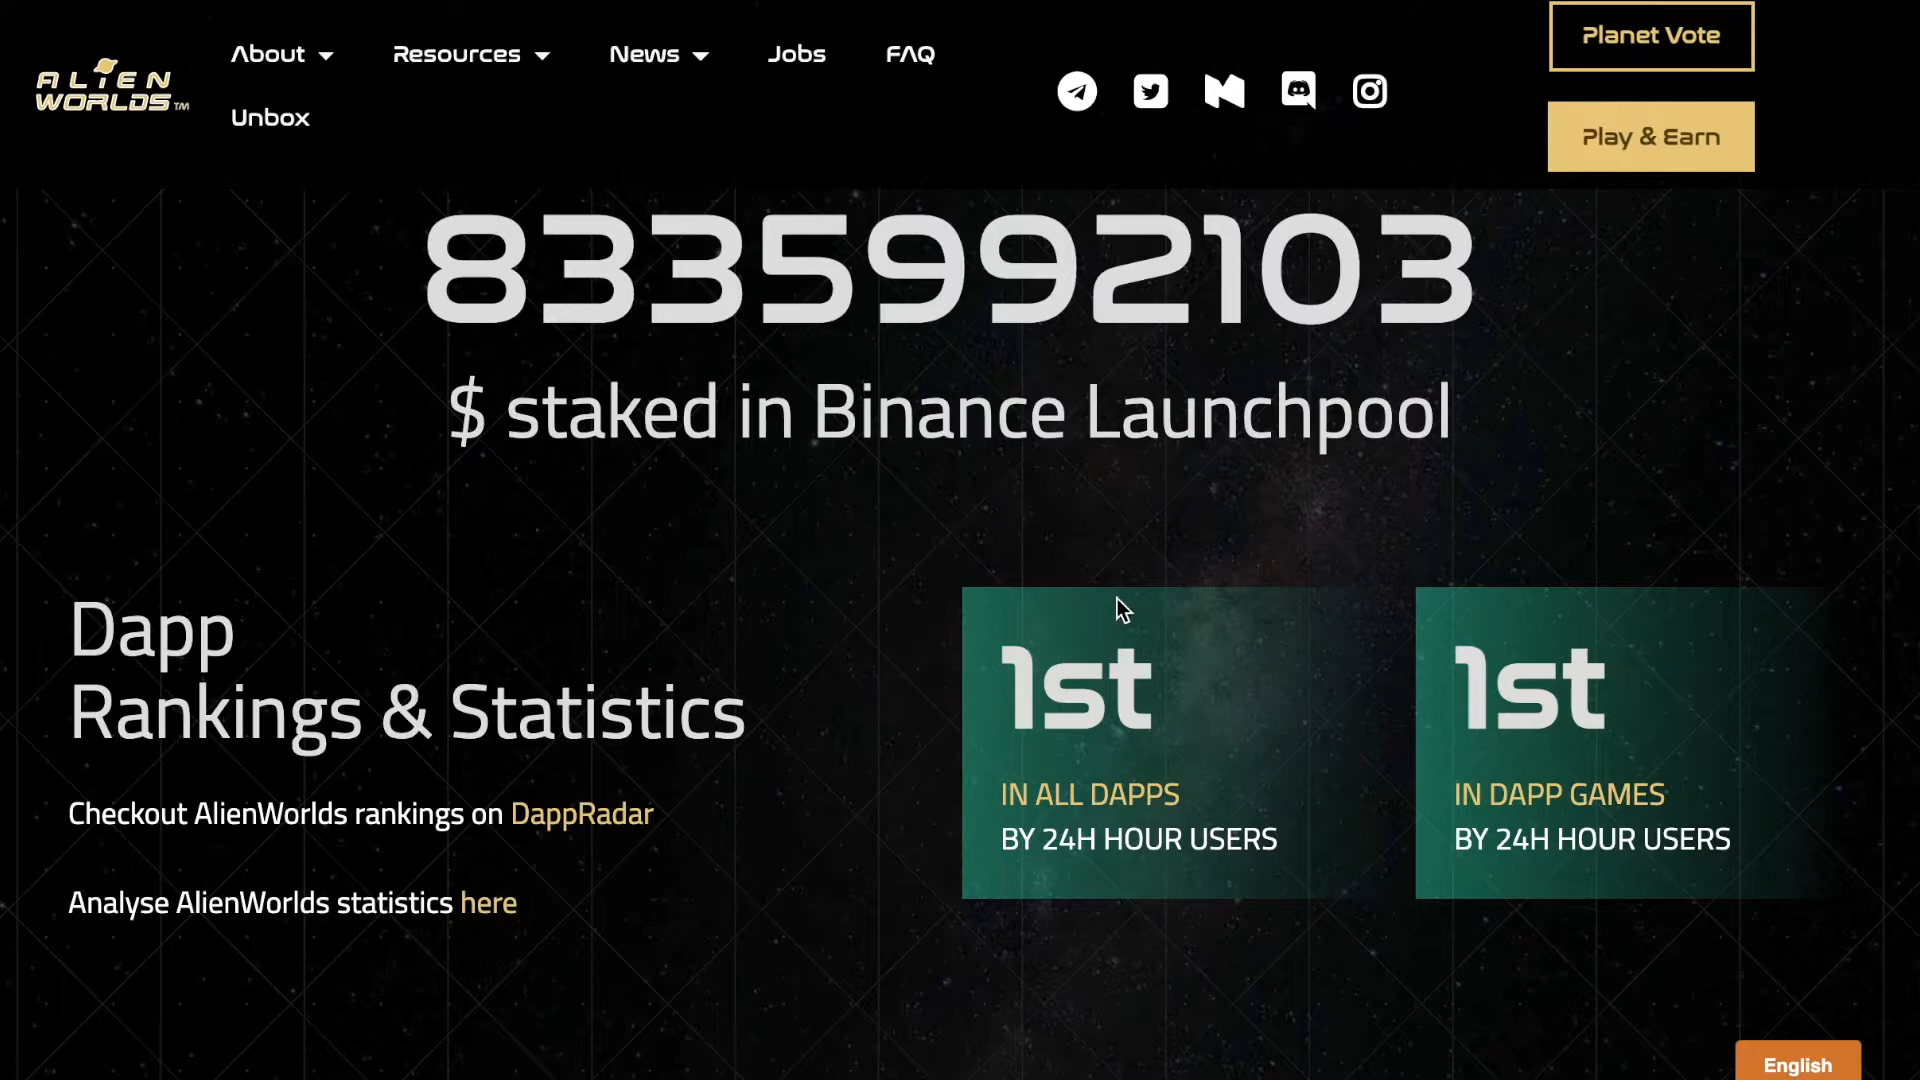 ALIEN
WORLDS™
About
Resources
News
Jobs
FAQ
Unbox
Planet Vote
Play & Earn
8335992103
$ staked in Binance Launchpool
Dapp
Rankings & Statistics
Checkout AlienWorlds rankings on DappRadar
Analyse AlienWorlds statistics here
1st
IN ALL DAPPS
BY 24H HOUR USERS
1st
IN DAPP GAMES
BY 24H HOUR USERS
English